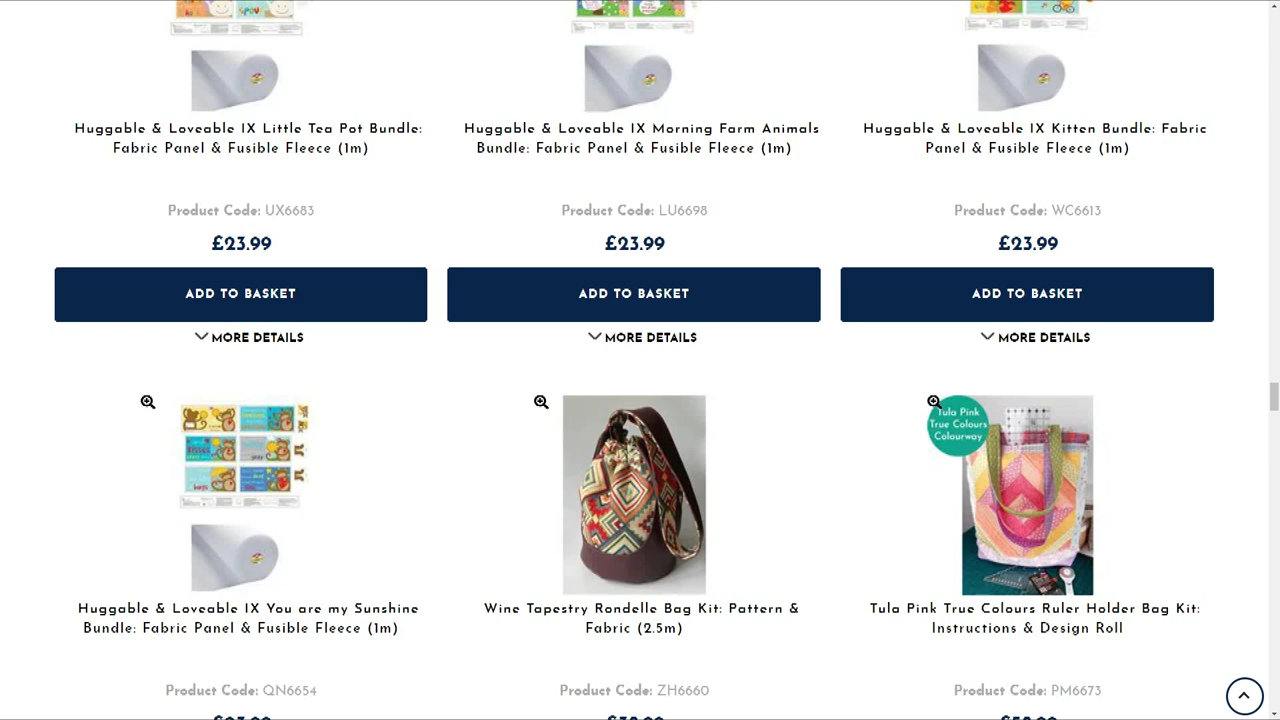 Huggable & Loveable IX Little Tea Pot Bundle:
Fabric Panel & Fusible Fleece (1m)
Huggable & Loveable IX Morning Farm Animals
Bundle: Fabric Panel & Fusible Fleece (1m)
Huggable & Loveable IX Kitten Bundle: Fabric
Panel & Fusible Fleece (1m)
Product Code: UX6683
Product Code: LU6698
Product Code: WC6613
£23.99
£23.99
£23.99
ADD TO BASKET
ADD TO BASKET
ADD TO BASKET
MORE DETAILS
MORE DETAILS
MORE DETAILS
Tula Pink
True Colours
Colourway
Huggable & Loveable IX You are my Sunshine
Bundle: Fabric Panel & Fusible Fleece (1m)
Wine Tapestry Rondelle Bag Kit: Pattern &
Fabric (2.5m)
Tula Pink True Colours Ruler Holder Bag Kit:
Instructions & Design Roll
Product Code: QN6654
Product Code: ZH6660
Product Code: PM6673